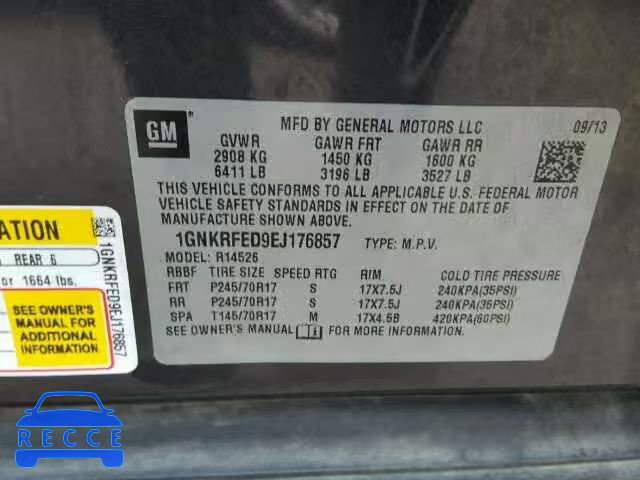 GM
MFD BY GENERAL MOTORS LLC 09/13
GVWR GAWR FRT GAWR RR
2908 KG 1450 KG 1600 KG
6411 LB 3196 LB 3527 LB
THIS VEHICLE CONFORMS TO ALL APPLICABLE U.S. FEDERAL MOTOR
VEHICLE SAFETY STANDARDS IN EFFECT ON THE DATE OF
MANUFACTURE SHOWN ABOVE.
1GNKRFED9EJ176857 TYPE: M.P.V.
MODEL: R14526
RBBF TIRE SIZE SPEED RTG RIM COLD TIRE PRESSURE
FRT P245/70R17 S 17X7.5J 240KPA(35PSI)
RR P245/70R17 S 17X7.5J 240KPA(35PSI)
SPA T145/70R17 M 17X4.5B 420KPA(60PSI)
SEE OWNER'S MANUAL FOR MORE INFORMATION.
ATION
REAR 6
or 1664 lbs.
SEE OWNER'S
MANUAL FOR
ADDITIONAL
INFORMATION
1GNKRFED9EJ176857
RECCE